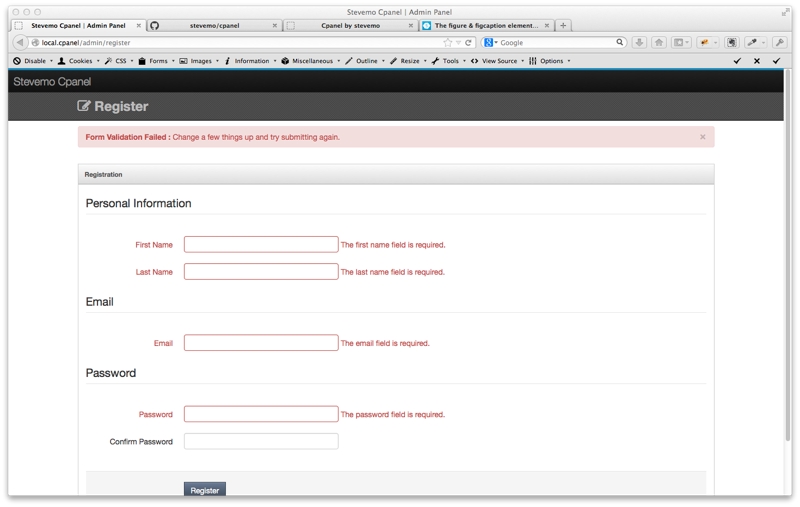 Stevemo Cpanel | Admin Panel
Stevemo Cpanel | Admin Panel
stevemo/cpanel
Cpanel by stevemo
The figure & figcaption element...
local.cpanel/admin/register
Google
Disable
Cookies
CSS
Forms
Images
Information
Miscellaneous
Outline
Resize
Tools
View Source
Options
Stevemo Cpanel
Register
Form Validation Failed : Change a few things up and try submitting again.
Registration
Personal Information
First Name
The first name field is required.
Last Name
The last name field is required.
Email
Email
The email field is required.
Password
Password
The password field is required.
Confirm Password
Register